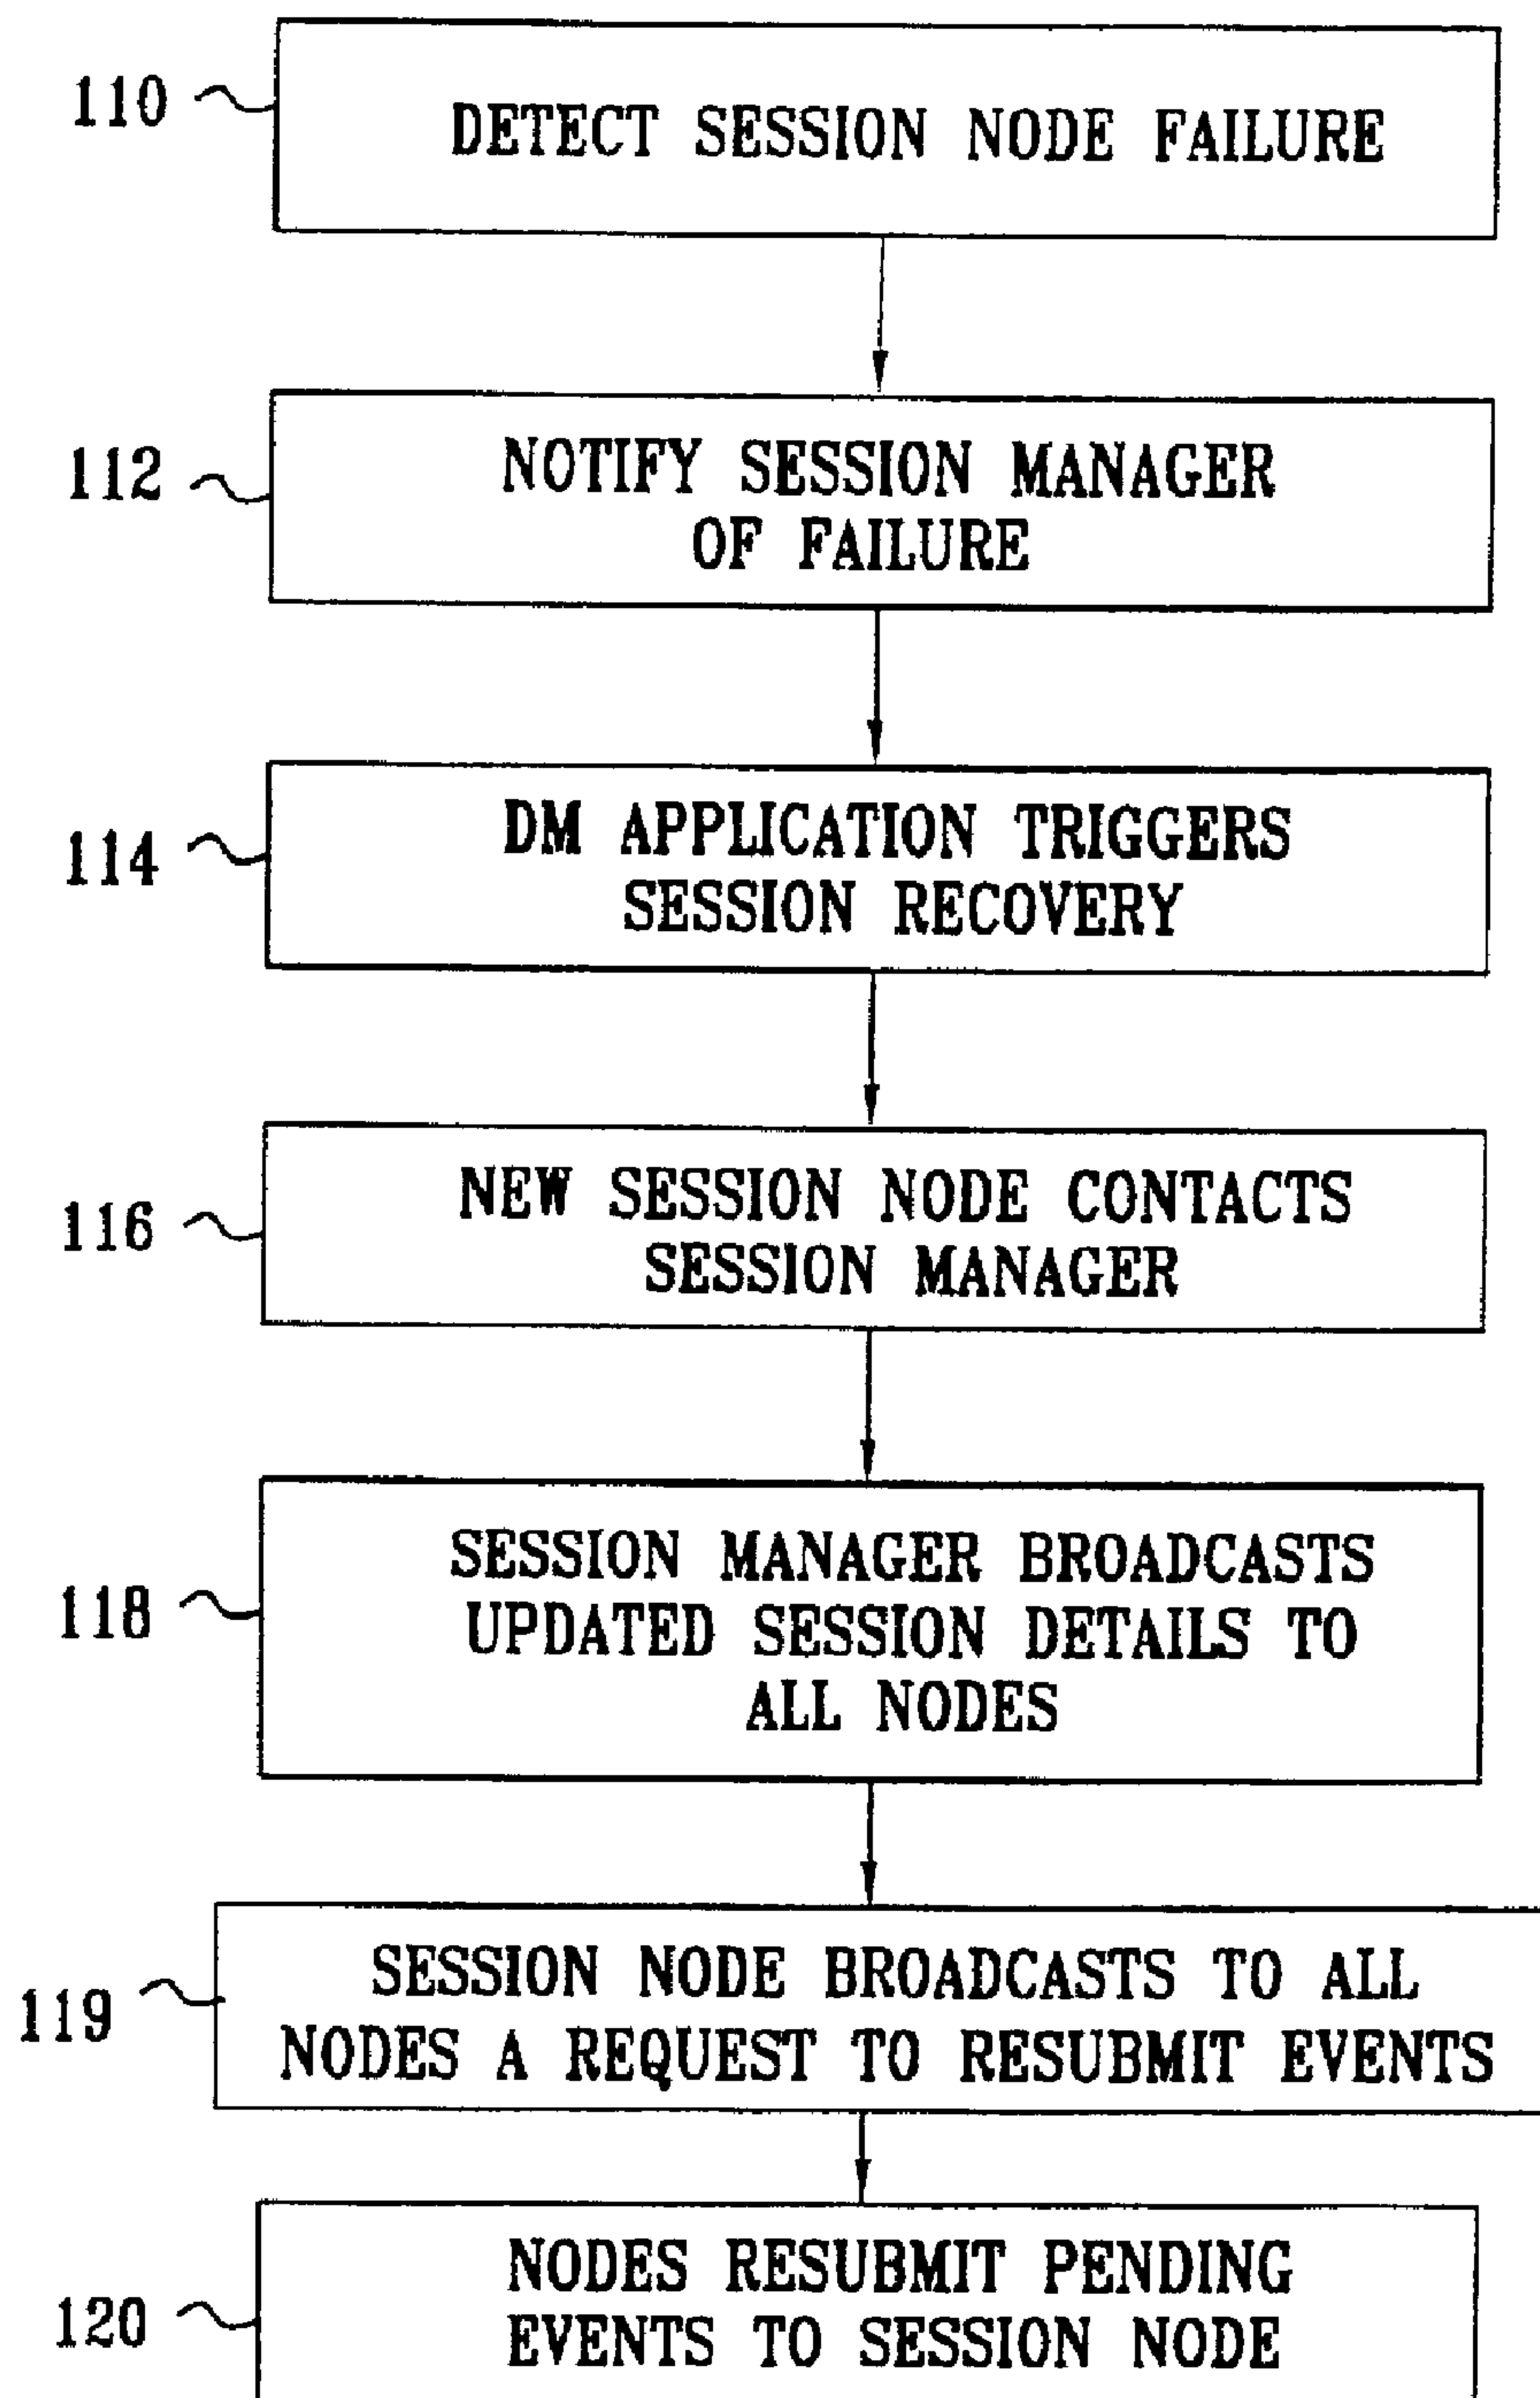 110
DETECT SESSION NODE FAILURE
112
NOTIFY SESSION MANAGER
OF FAILURE
114
DM APPLICATION TRIGGERS
SESSION RECOVERY
116
NEW SESSION NODE CONTACTS
SESSION MANAGER
118
SESSION MANAGER BROADCASTS
UPDATED SESSION DETAILS TO
ALL NODES
119
SESSION NODE BROADCASTS TO ALL
NODES A REQUEST TO RESUBMIT EVENTS
120
NODES RESUBMIT PENDING
EVENTS TO SESSION NODE